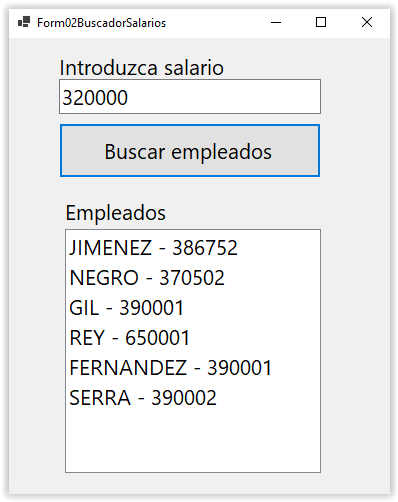 Form02BuscadorSalarios
Introduzca salario
320000
Buscar empleados
Empleados
JIMENEZ - 386752
NEGRO - 370502
GIL - 390001
REY - 650001
FERNANDEZ - 390001
SERRA - 390002